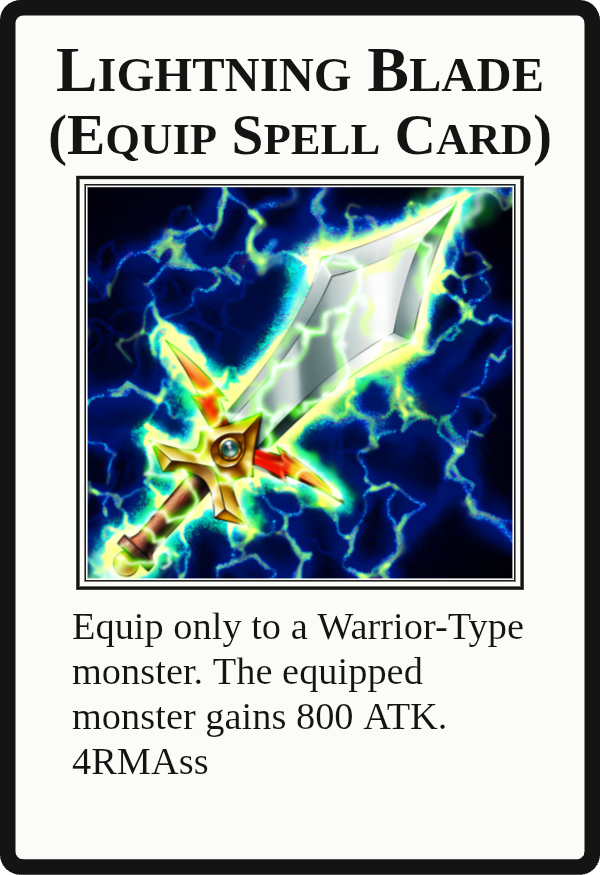 Lightning Blade
(Equip Spell Card)
Equip only to a Warrior-Type
monster. The equipped
monster gains 800 ATK.
4RMAss